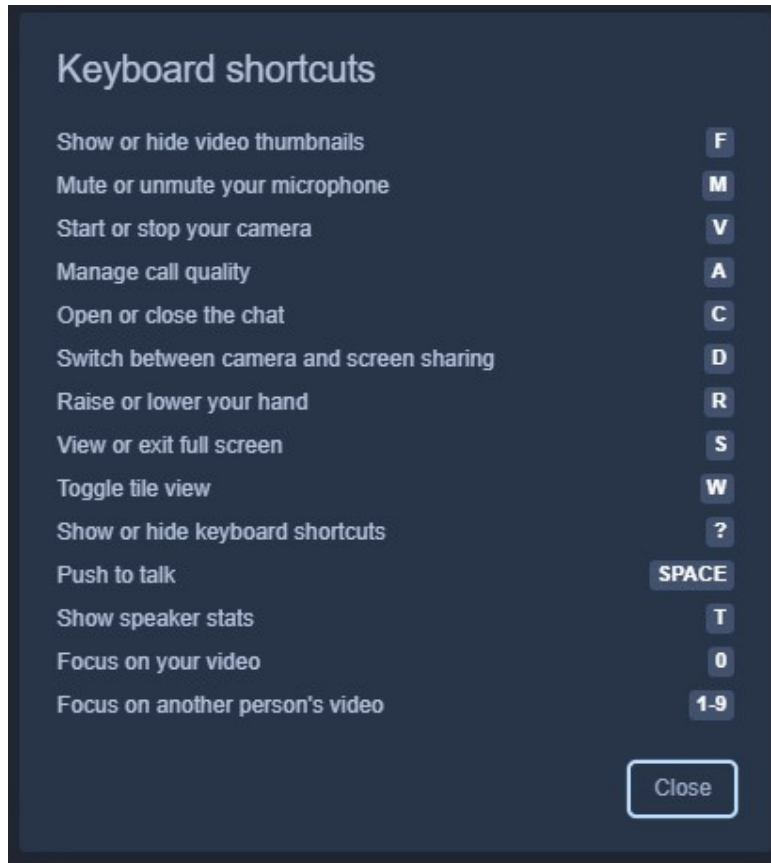 Keyboard shortcuts
Show or hide video thumbnails F
Mute or unmute your microphone M
Start or stop your camera V
Manage call quality A
Open or close the chat C
Switch between camera and screen sharing D
Raise or lower your hand R
View or exit full screen S
Toggle tile view W
Show or hide keyboard shortcuts ?
Push to talk SPACE
Show speaker stats T
Focus on your video 0
Focus on another person's video 1-9
Close